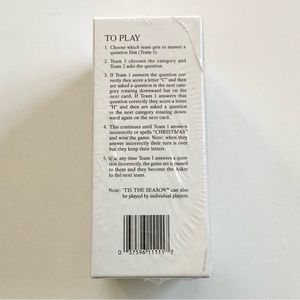 TO PLAY
1. Choose which team gets to answer a
question first (Team 1).
2. Team 1 chooses the category and
Team 2 asks the question.
3. If Team 1 answers the question cor-
rectly they score a letter "C" and then
are asked a question in the next category
rotating downward but on the
next card. If Team 1 answers that
question correctly they score a letter
"H" and then are asked a question
in the next category rotating down-
ward again on the next card.
4. This continues until Team 1 answers
incorrectly or spells "CHRISTMAS"
and wins the game. Note: when they
answer incorrectly their turn is over
but they keep their letters.
5. any time Team 1 answers a ques-
tion incorrectly, the game set is passed
to them and they become the Asker
to the next team.
Note: 'TIS THE SEASON™ can also
be played by individual players.
0 37596 11111 7